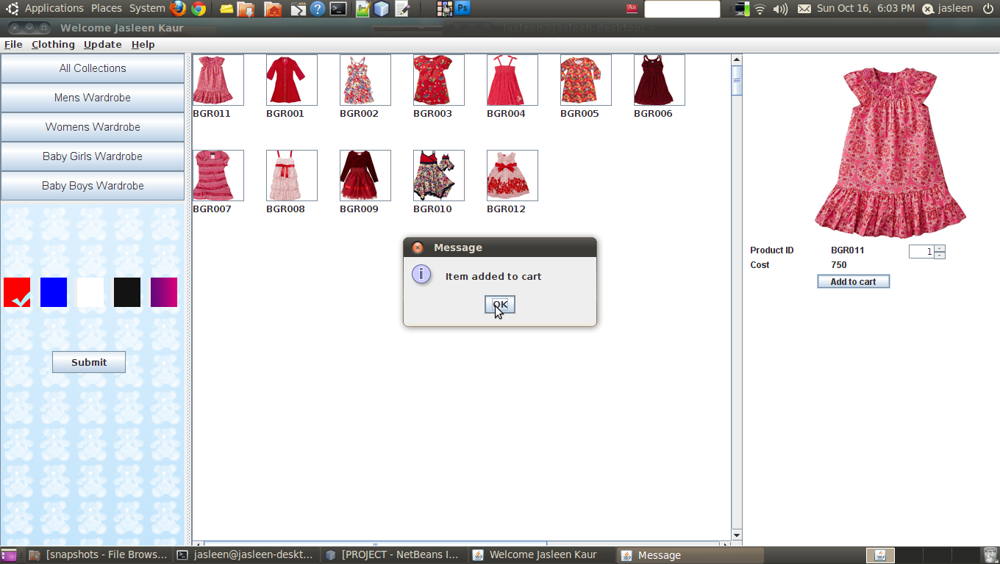 Applications Places System
Aa
Sun Oct 16, 6:03 PM
jasleen
Ps
Welcome Jasleen Kaur
jasleen@jasleen-desktop: ~
File Clothing Update Help
All Collections
Mens Wardrobe
Womens Wardrobe
Baby Girls Wardrobe
Baby Boys Wardrobe
Submit
BGR011 BGR001 BGR002 BGR003 BGR004 BGR005 BGR006
BGR007 BGR008 BGR009 BGR010 BGR012
Message
Item added to cart
OK
Product ID BGR011 1
Cost 750
Add to cart
[snapshots - File Brows... jasleen@jasleen-deskt... [PROJECT - NetBeans I... Welcome Jasleen Kaur Message